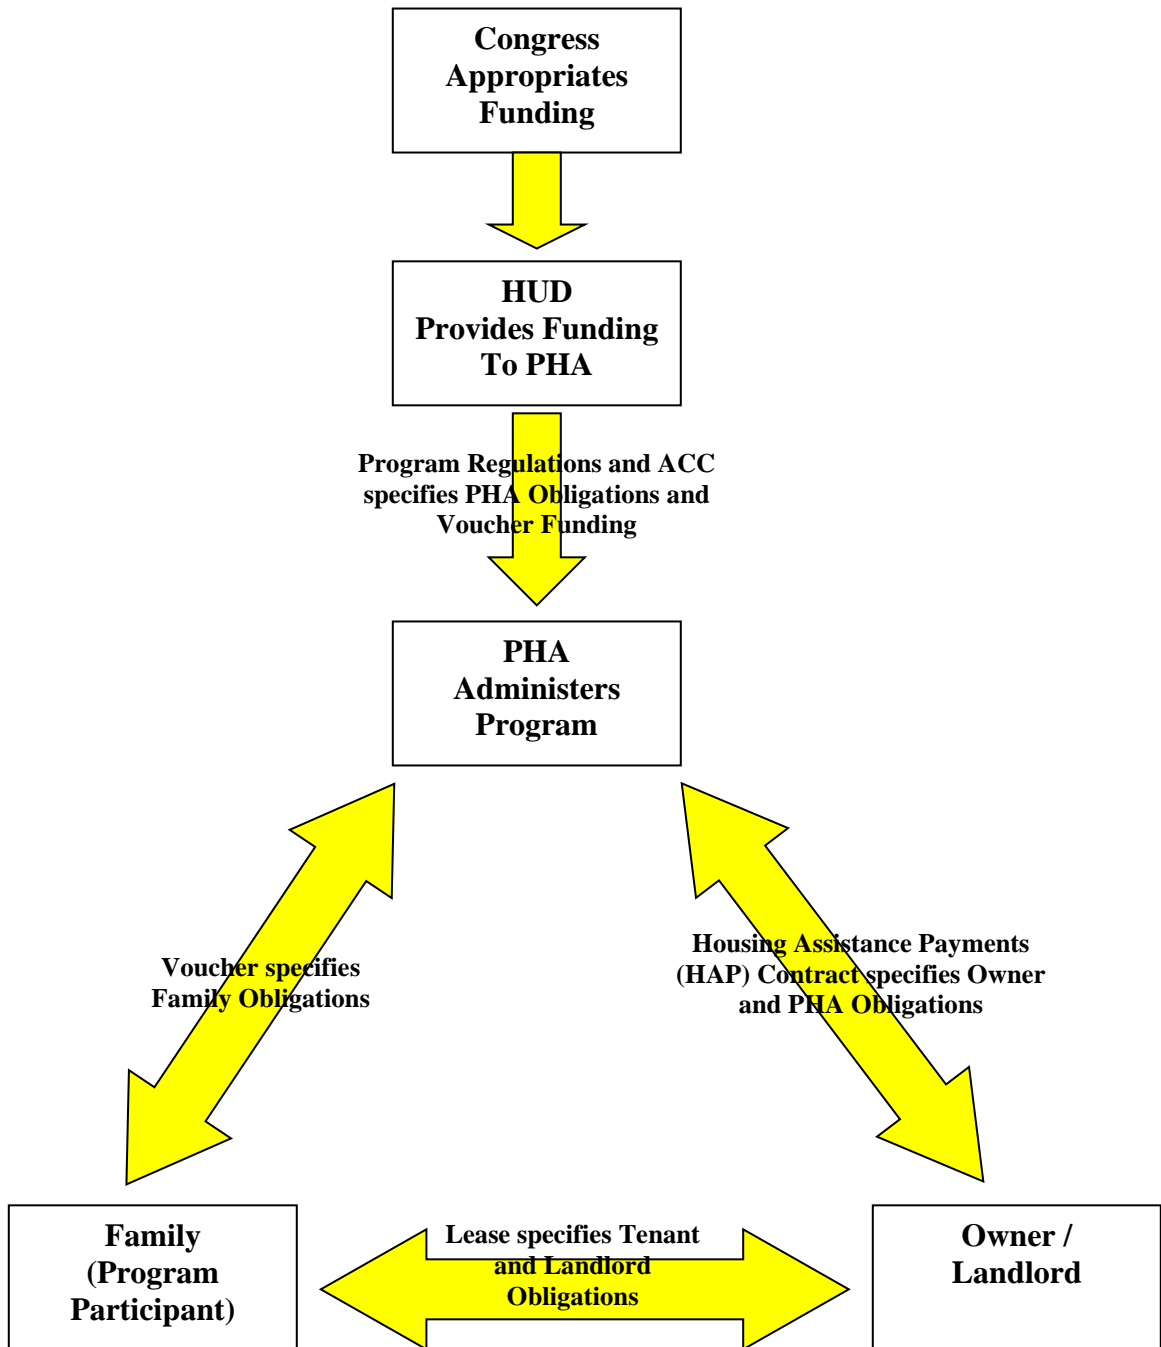 Congress
Appropriates
Funding
HUD
Provides Funding
To PHA
Program Regulations and ACC
specifies PHA Obligations and
Voucher Funding
PHA
Administers
Program
Voucher specifies
Family Obligations
Housing Assistance Payments
(HAP) Contract specifies Owner
and PHA Obligations
Family
(Program
Participant)
Lease specifies Tenant
and Landlord
Obligations
Owner /
Landlord